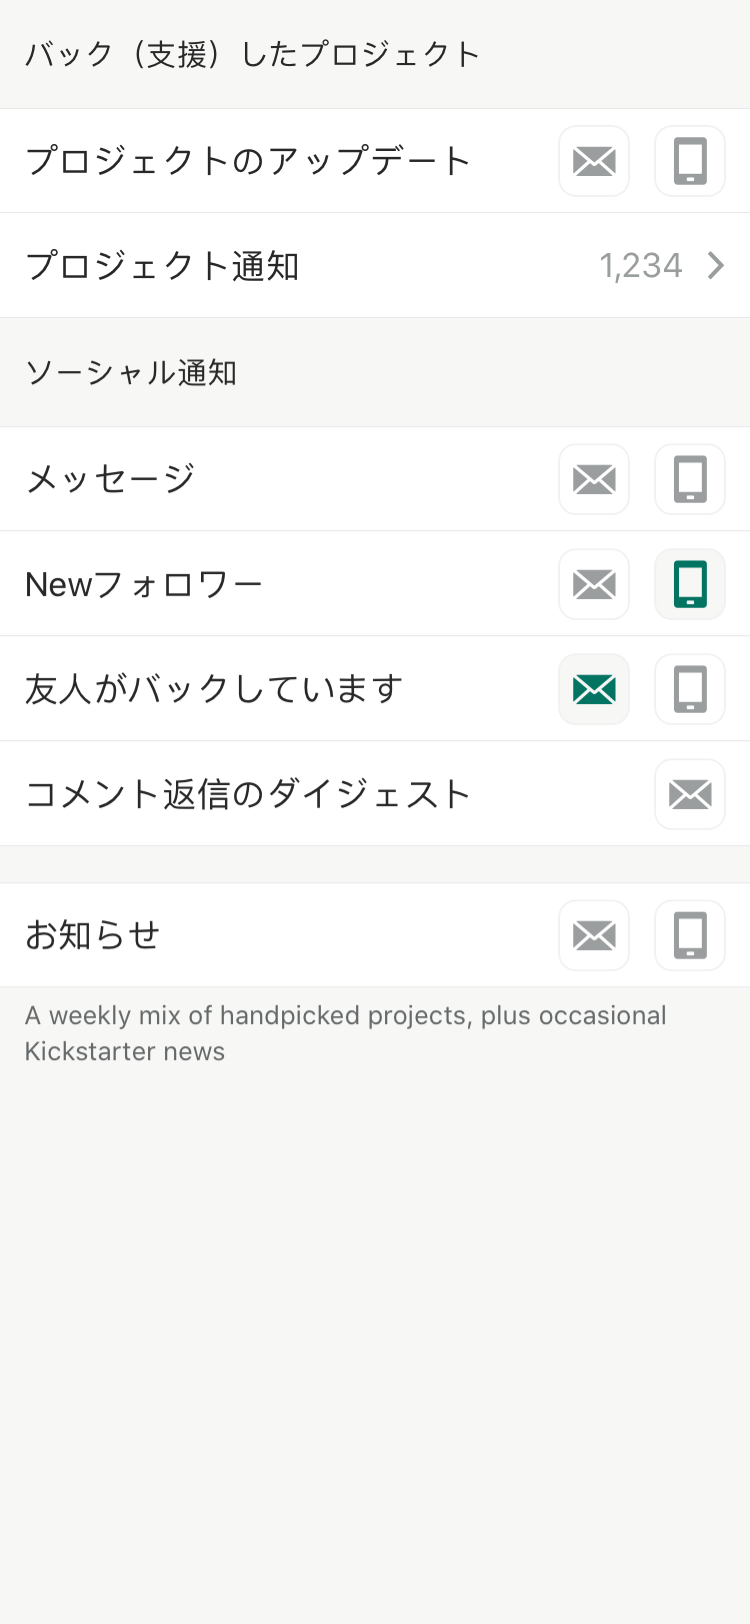 バック（支援）したプロジェクト
プロジェクトのアップデート
プロジェクト通知
1,234
ソーシャル通知
メッセージ
Newフォロワー
友人がバックしています
コメント返信のダイジェスト
お知らせ
A weekly mix of handpicked projects, plus occasional
Kickstarter news